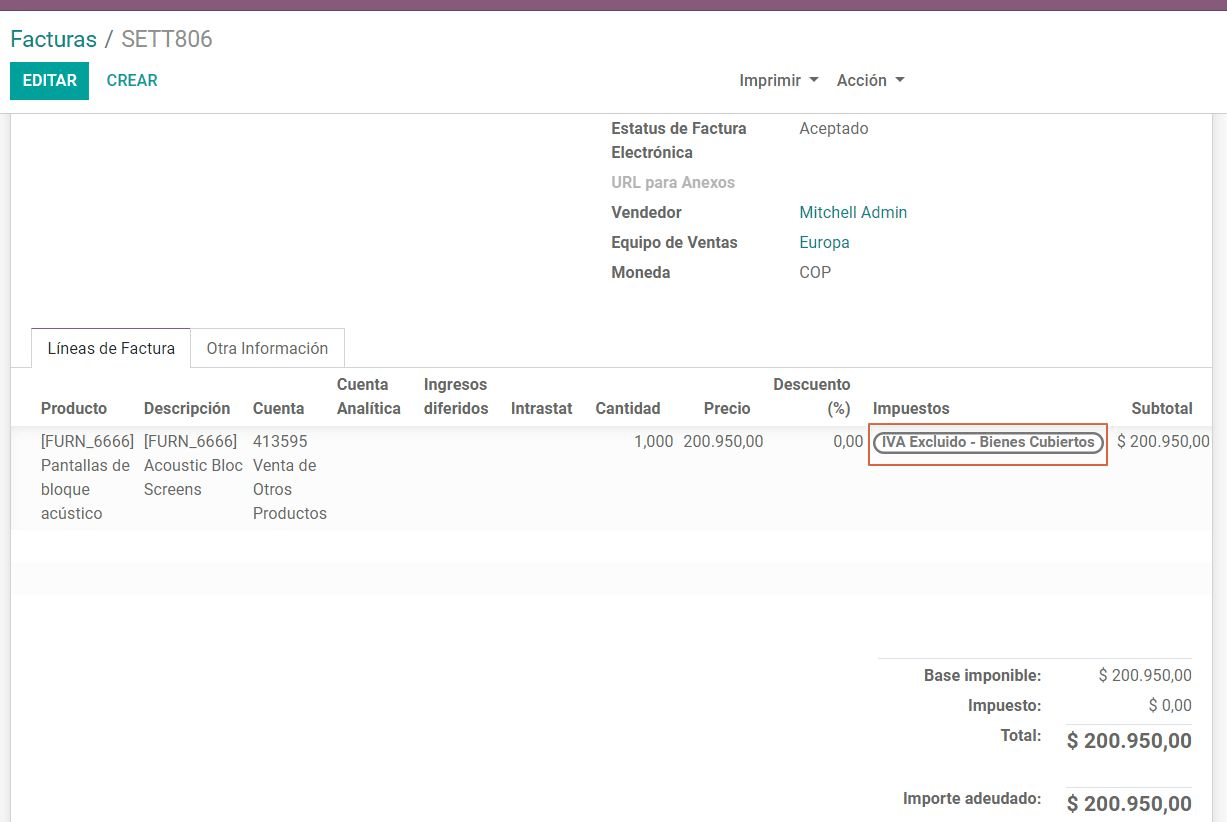 Facturas / SETT806
EDITAR CREAR Imprimir Acción
Estatus de Factura Electrónica Aceptado
URL para Anexos
Vendedor Mitchell Admin
Equipo de Ventas Europa
Moneda COP
Líneas de Factura Otra Información
Producto Descripción Cuenta Cuenta Analítica Ingresos diferidos Intrastat Cantidad Precio Descuento (%) Impuestos Subtotal
[FURN_6666] [FURN_6666] 413595 1,000 200.950,00 0,00 IVA Excluido - Bienes Cubiertos $ 200.950,00
Pantallas de Acoustic Bloc Venta de
bloque Screens Otros
acústico Productos
Base imponible: $ 200.950,00
Impuesto: $ 0,00
Total: $ 200.950,00
Importe adeudado: $ 200.950,00